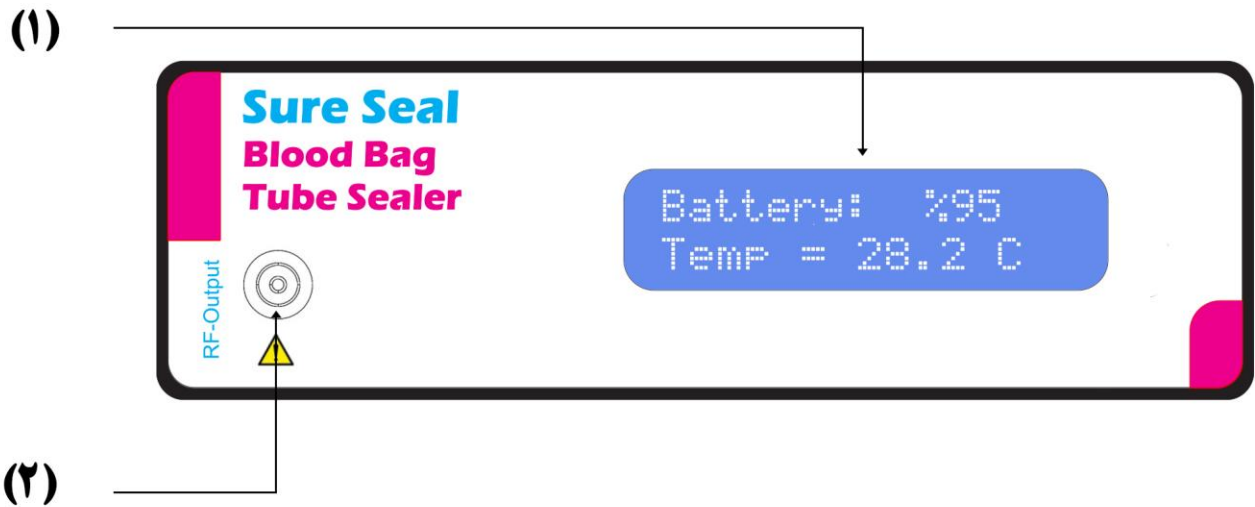 (۱)
Sure Seal
Blood Bag
Tube Sealer
Battery: %95
Temp = 28.2 C
RF-Output
(۲)